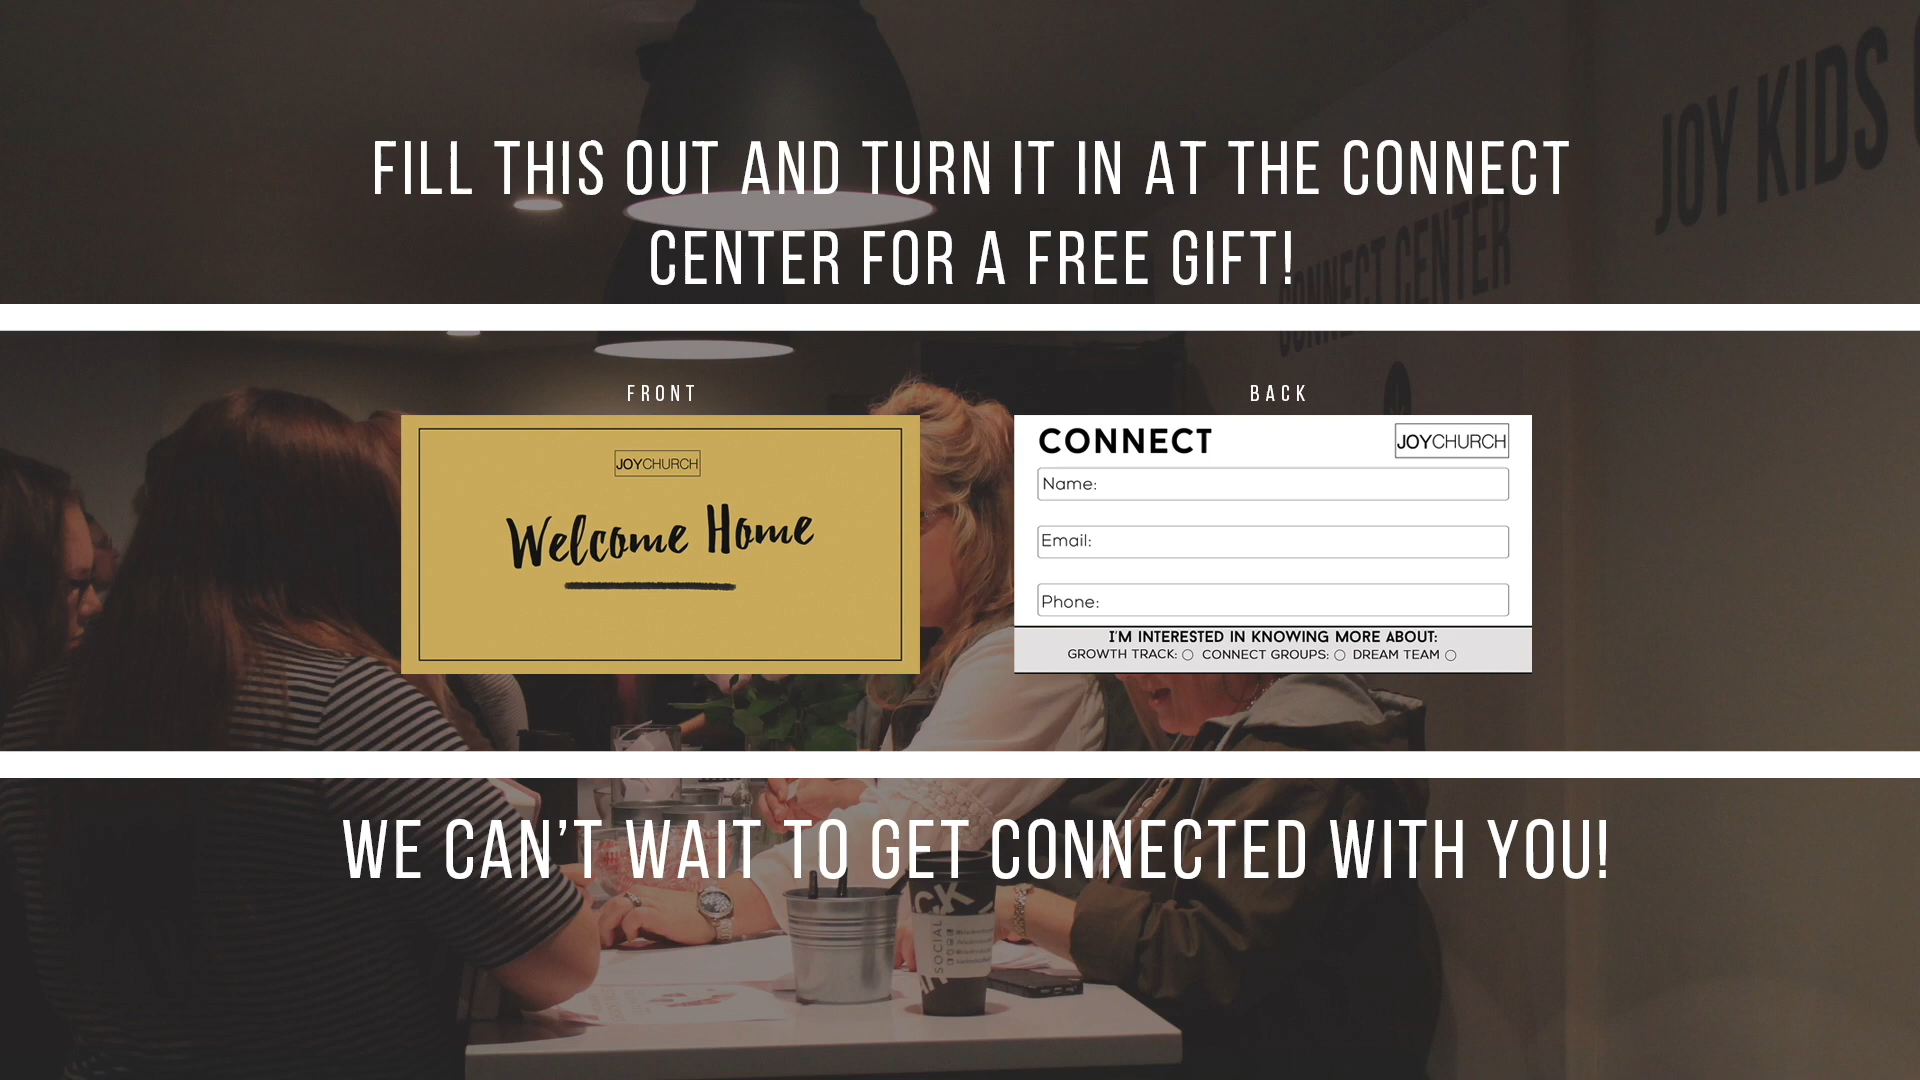 FILL THIS OUT AND TURN IT IN AT THE CONNECT
CENTER FOR A FREE GIFT!
JOY KIDS
CONNECT CENTER
FRONT
JOYCHURCH
Welcome Home
BACK
CONNECT
JOYCHURCH
Name:
Email:
Phone:
I'M INTERESTED IN KNOWING MORE ABOUT:
GROWTH TRACK: CONNECT GROUPS: DREAM TEAM
WE CAN'T WAIT TO GET CONNECTED WITH YOU!
CK
SOCIAL